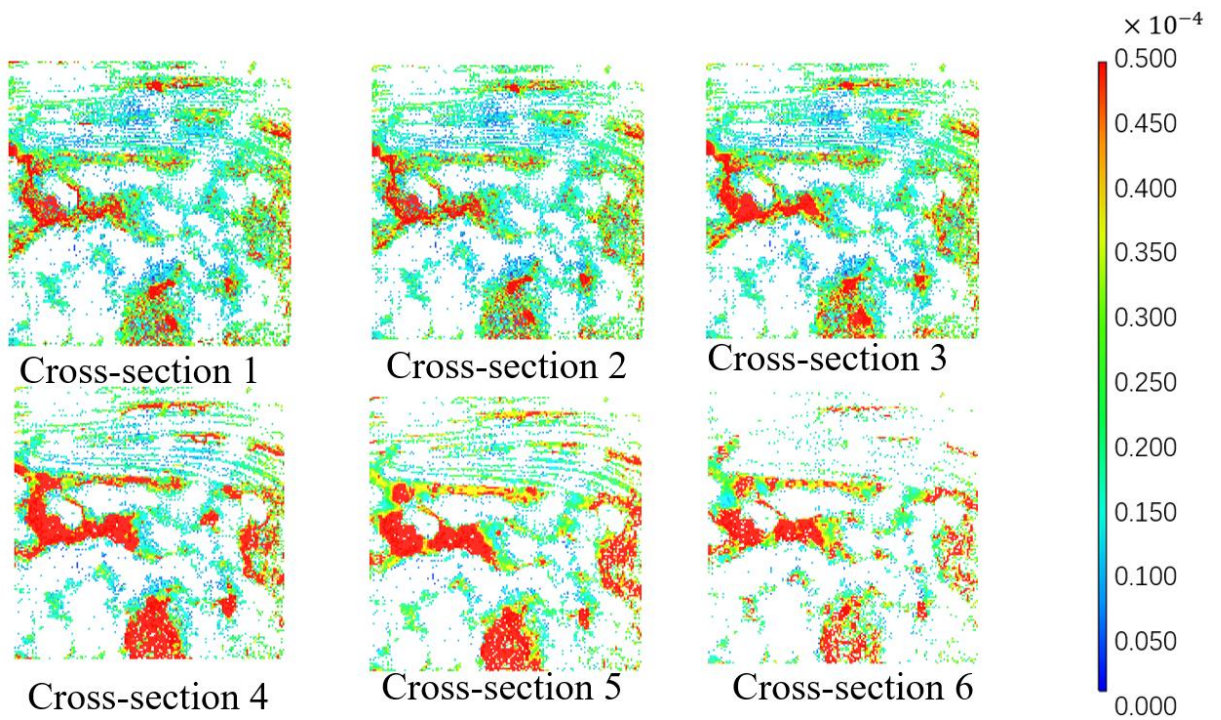 × 10⁻⁴
0.500
0.450
0.400
0.350
0.300
0.250
0.200
0.150
0.100
0.050
0.000
Cross-section 1
Cross-section 2
Cross-section 3
Cross-section 4
Cross-section 5
Cross-section 6